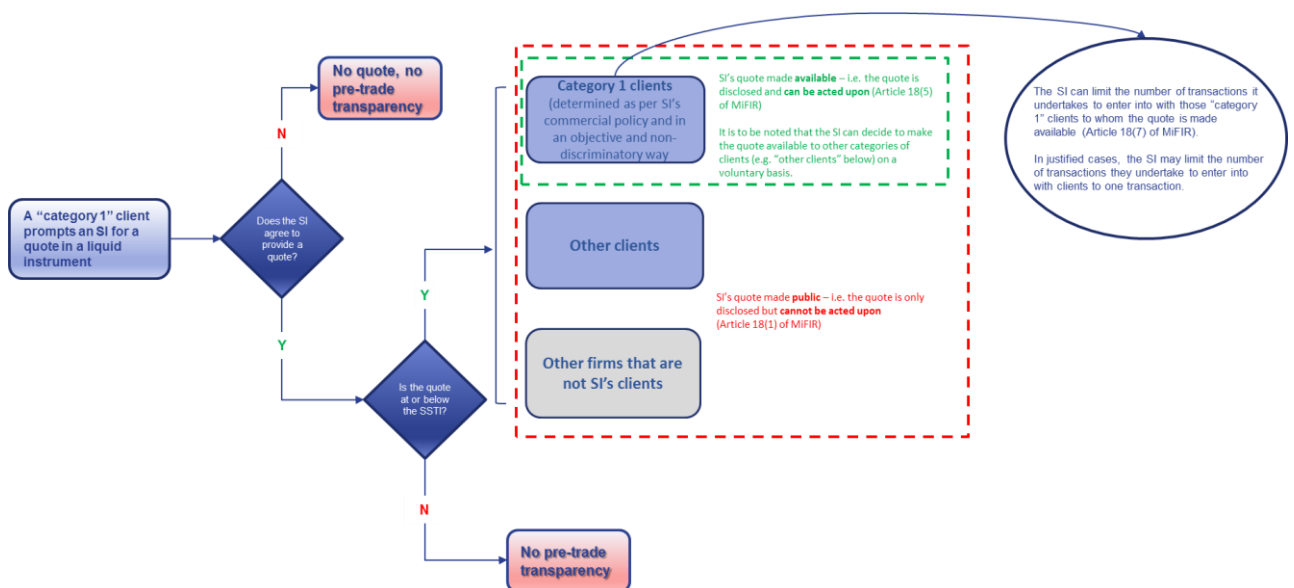 No quote, no
pre-trade
transparency
N
A “category 1” client
prompts an SI for a
quote in a liquid
instrument
Does the SI
agree to
provide a
quote?
Y
Y
Is the quote
at or below
the SSTI?
N
No pre-trade
transparency
Category 1 clients
(determined as per SI’s
commercial policy and in
an objective and non-
discriminatory way
SI’s quote made available – i.e. the quote is
disclosed and can be acted upon (Article 18(5)
of MiFIR)
It is to be noted that the SI can decide to make
the quote available to other categories of
clients (e.g. “other clients” below) on a
voluntary basis.
Other clients
Other firms that are
not SI’s clients
SI’s quote made public – i.e. the quote is only
disclosed but cannot be acted upon
(Article 18(1) of MiFIR)
The SI can limit the number of transactions it
undertakes to enter into with those “category
1” clients to whom the quote is made
available (Article 18(7) of MiFIR).
In justified cases, the SI may limit the number
of transactions they undertake to enter into
with clients to one transaction.